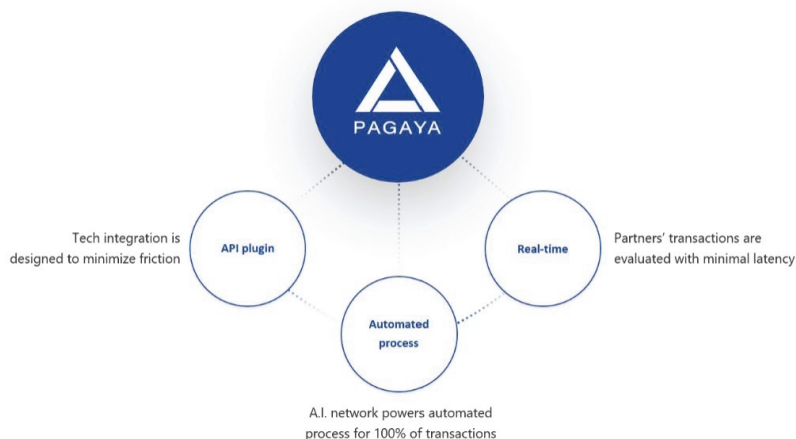 PAGAYA
Tech integration is
designed to minimize friction
API plugin
Real-time
Partners’ transactions are
evaluated with minimal latency
Automated
process
A.I. network powers automated
process for 100% of transactions